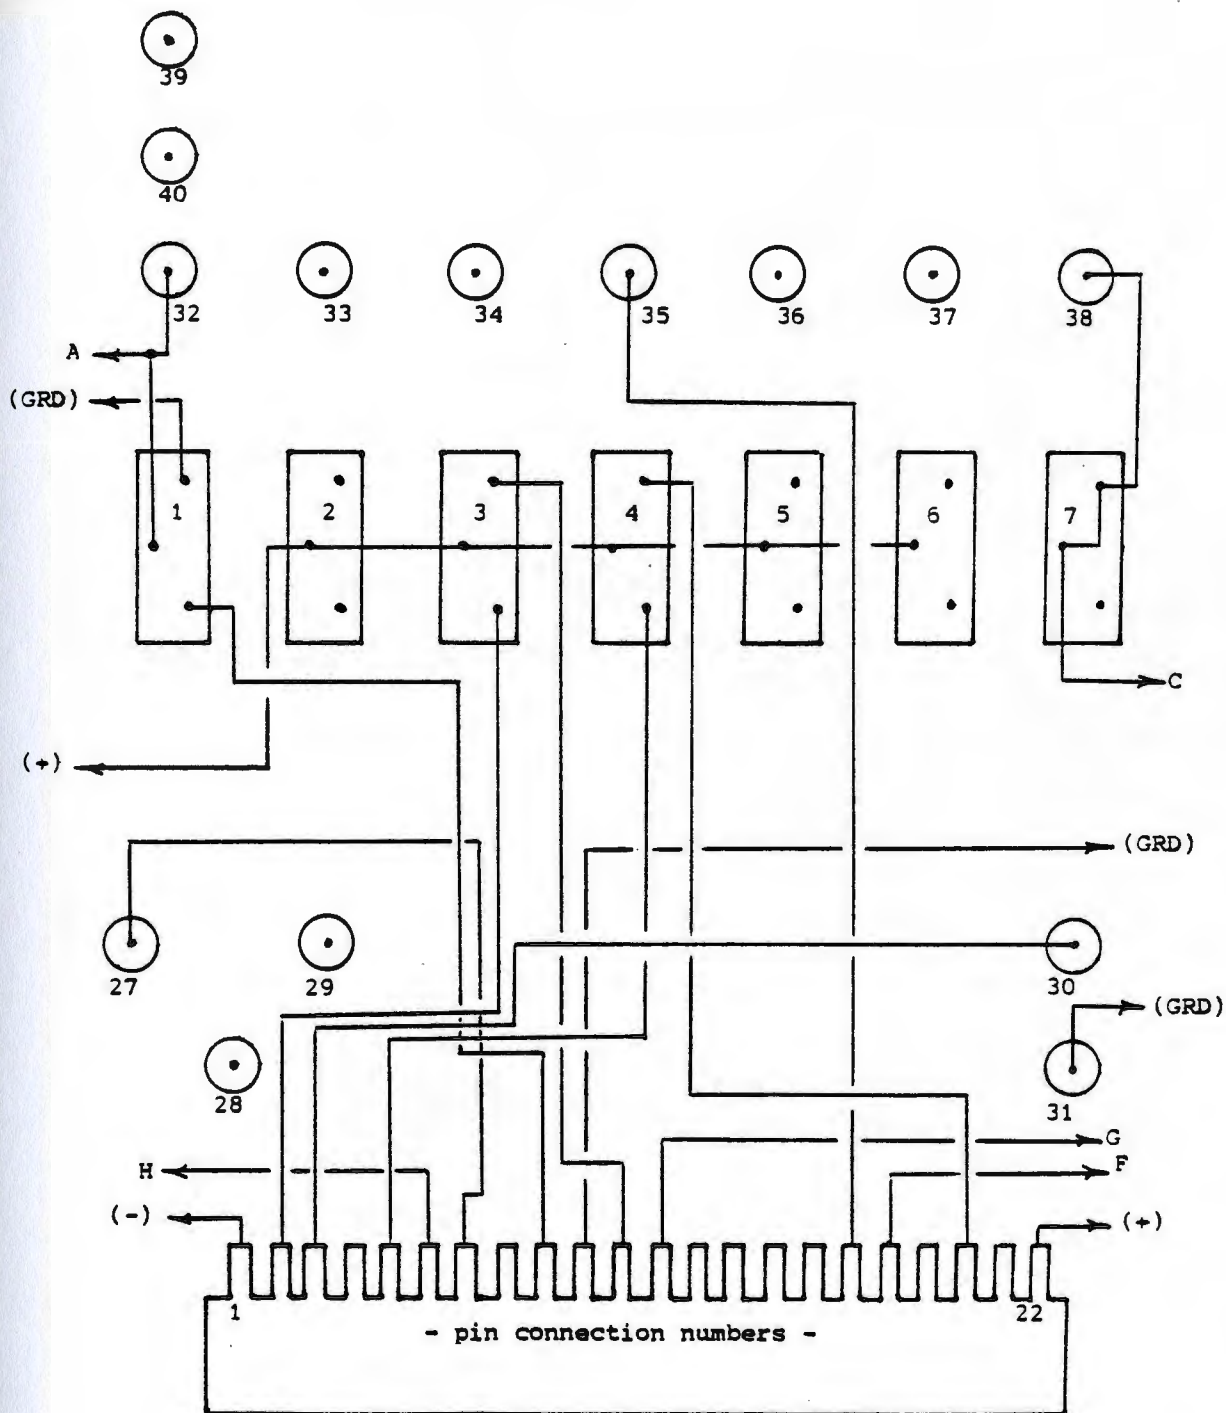 39
40
32 33 34 35 36 37 38
A
(GRD)
1 2 3 4 5 6 7
C
(+)
(GRD)
27 29 30
(GRD)
28 31
G
H F
(-) (+)
1 22
- pin connection numbers -